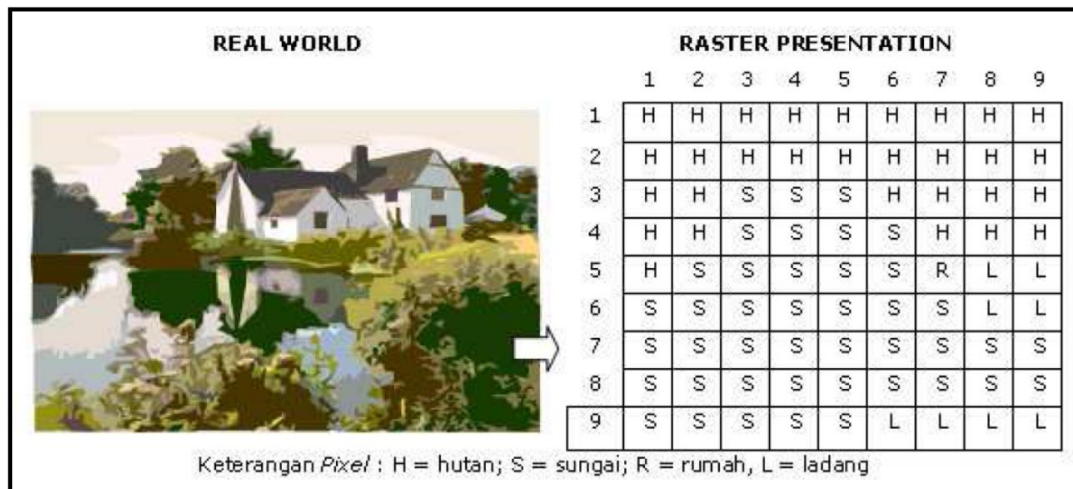 REAL WORLD
RASTER PRESENTATION
1 2 3 4 5 6 7 8 9
1 H H H H H H H H H
2 H H H H H H H H H
3 H H S S S H H H H
4 H H S S S S H H H
5 H S S S S S R L L
6 S S S S S S S L L
7 S S S S S S S S S
8 S S S S S S S S S
9 S S S S S L L L L
Keterangan Pixel : H = hutan; S = sungai; R = rumah, L = ladang